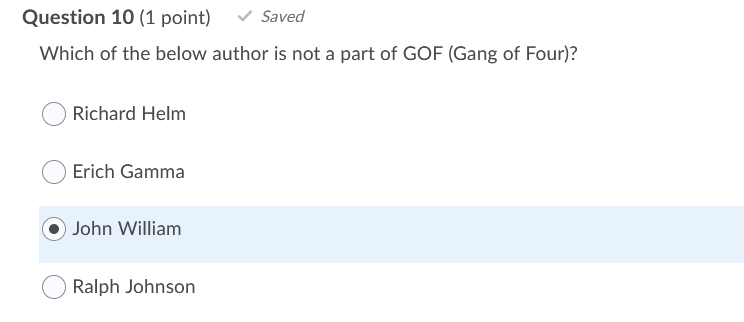 Question 10 (1 point) Saved
Which of the below author is not a part of GOF (Gang of Four)?
Richard Helm
Erich Gamma
John William
Ralph Johnson